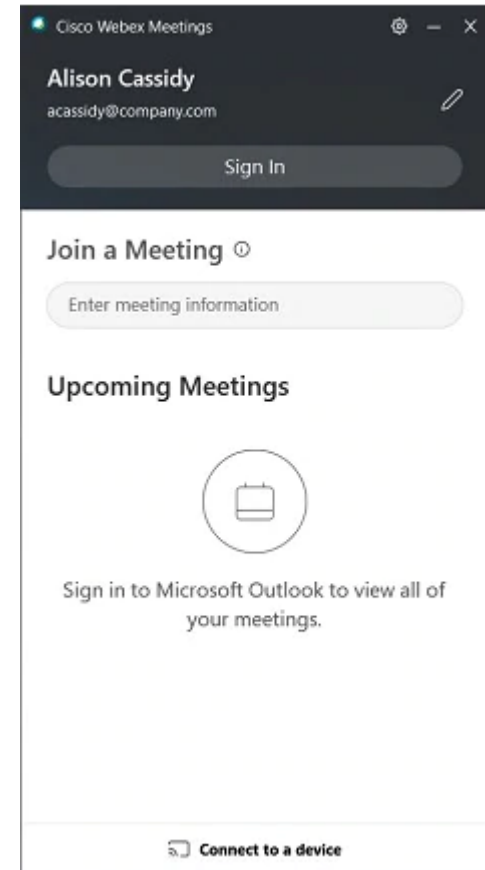 Cisco Webex Meetings
Alison Cassidy
acassidy@company.com
Sign In
Join a Meeting
Enter meeting information
Upcoming Meetings
Sign in to Microsoft Outlook to view all of
your meetings.
Connect to a device